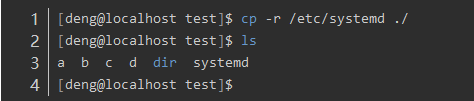 1 [deng@localhost test]$ cp -r /etc/systemd ./
2 [deng@localhost test]$ ls
3 a  b  c  d  dir  systemd
4 [deng@localhost test]$